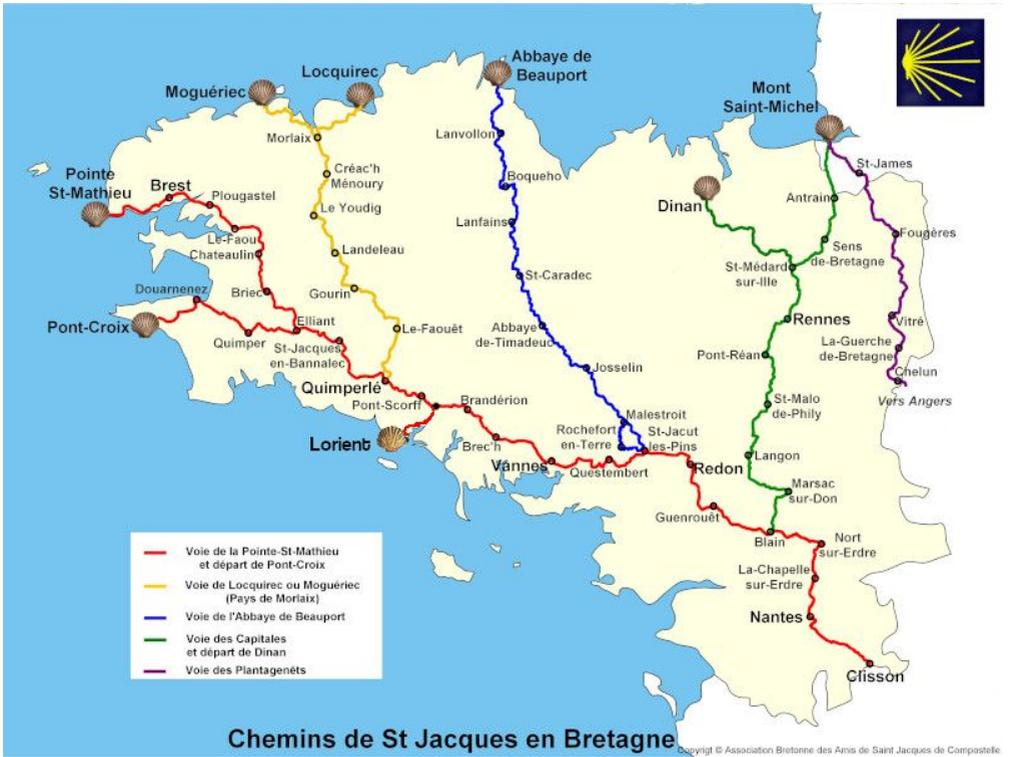 Abbaye de
Beauport
Locquirec
Moguériec
Mont
Saint-Michel
Morlaix
Lanvollon
St-James
Créac'h
Ménoury
Boqueho
Pointe
St-Mathieu
Brest
Plougastel
Dinan
Antrain
Le Youdig
Lanfains
Fougères
Le-Faou
Chateaulin
Landeleau
Sens
de-Bretagne
St-Médard
sur-Ille
St-Caradec
Douarnenez
Briec
Gourin
Pont-Croix
Elliant
Quimper
St-Jacques
en-Bannalec
Le-Faouêt
Abbaye
de-Timadeuc
Rennes
Vitré
La-Guerche
de-Bretagne
Pont-Réan
Josselin
Chelun
Vers Angers
Quimperlé
Pont-Scorff
Brandérion
St-Malo
de-Phily
Malestroit
Rochefort
en-Terre
St-Jacut
les-Pins
Lorient
Brec'h
Vannes
Questembert
Redon
Langon
Marsac
sur-Don
Guenrouêt
Blain
Nort
sur-Erdre
La-Chapelle
sur-Erdre
Nantes
Clisson
Voie de la Pointe-St-Mathieu
et départ de Pont-Croix
Voie de Locquirec ou Moguériec
(Pays de Morlaix)
Voie de l'Abbaye de Beauport
Voie des Capitales
et départ de Dinan
Voie des Plantagenêts
Chemins de St Jacques en Bretagne
Copyrigt © Association Bretonne des Amis de Saint Jacques de Compostelle